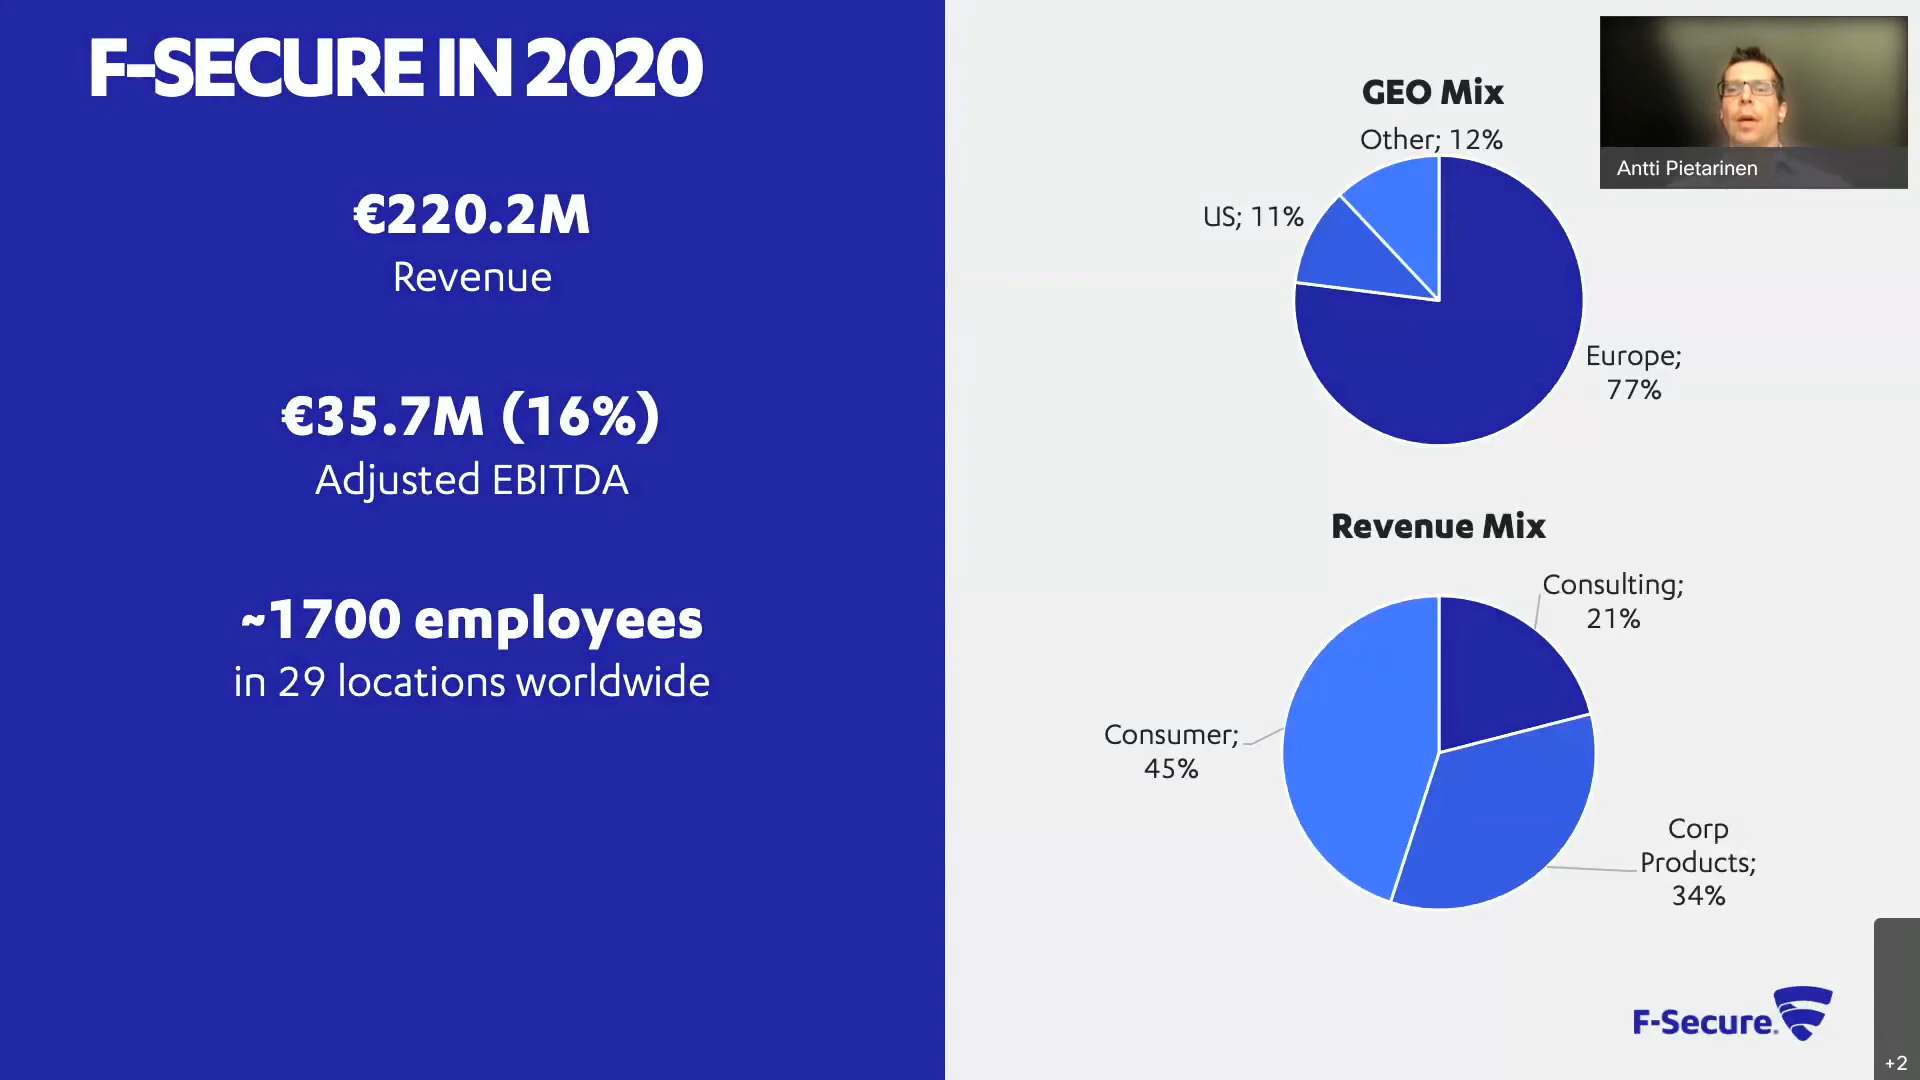 F-SECURE IN 2020
€220.2M
Revenue
€35.7M (16%)
Adjusted EBITDA
~1700 employees
in 29 locations worldwide
GEO Mix
Other; 12%
US; 11%
Europe;
77%
Revenue Mix
Consulting;
21%
Consumer;
45%
Corp
Products;
34%
Antti Pietarinen
F-Secure.
+2